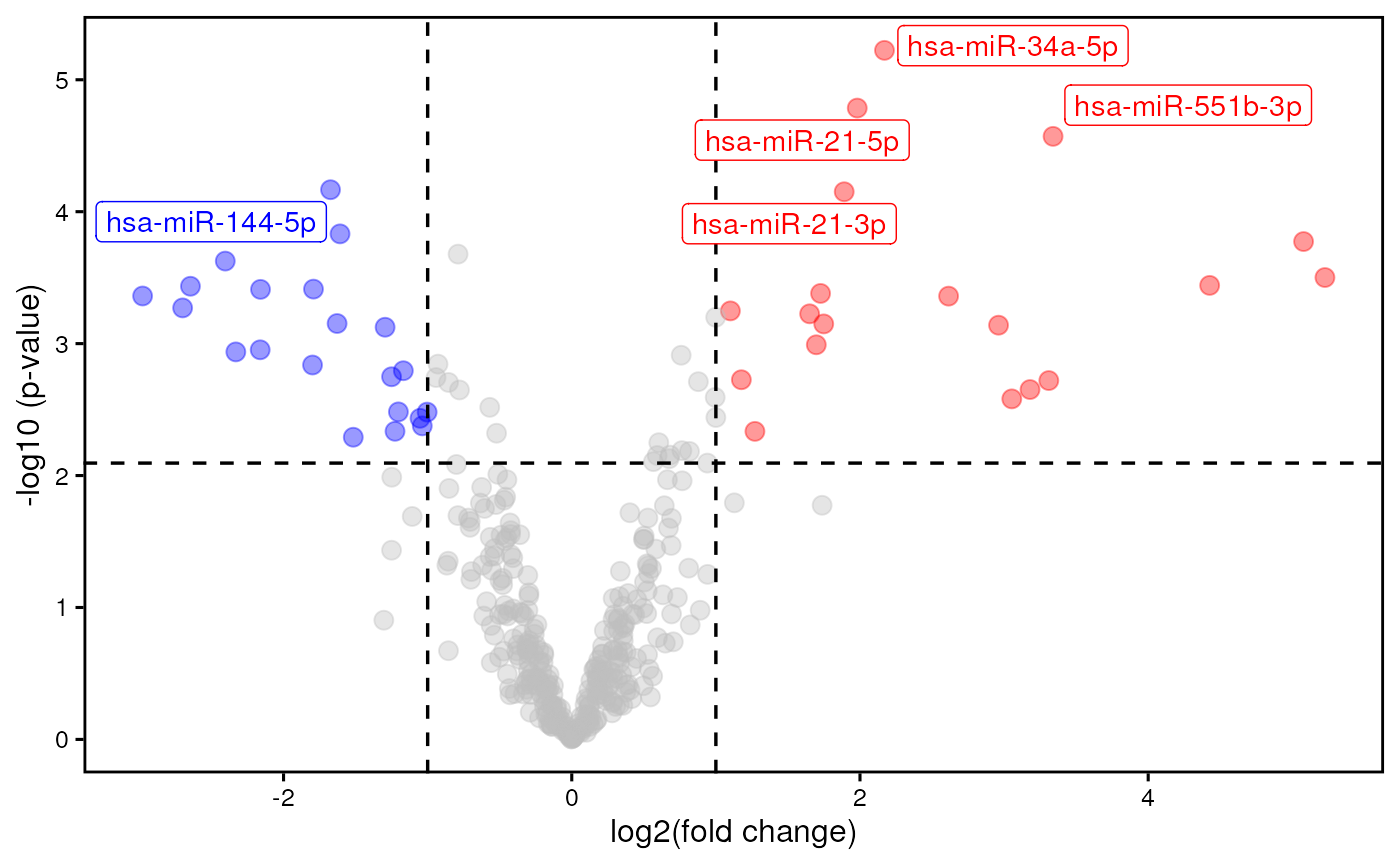 hsa-miR-34a-5p
hsa-miR-551b-3p
hsa-miR-21-5p
hsa-miR-144-5p
hsa-miR-21-3p
-log10 (p-value)
5
4
3
2
1
0
-2
0
2
4
log2(fold change)